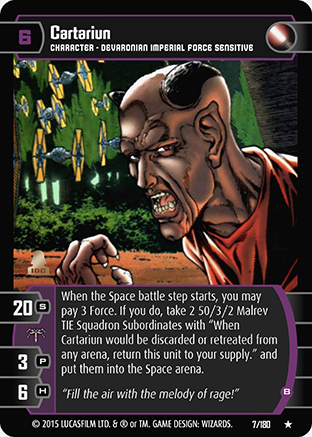 6
Cartariun
CHARACTER - DEVARONIAN IMPERIAL FORCE SENSITIVE
IDC
20 S
3 P
6 H
When the Space battle step starts, you may
pay 3 Force. If you do, take 2 50/3/2 Malrev
TIE Squadron Subordinates with “When
Cartariun would be discarded or retreated from
any arena, return this unit to your supply.” and
put them into the Space arena.
“Fill the air with the melody of rage!”
B
© 2015 LUCASFILM LTD. & ® or TM. GAME DESIGN: WIZARDS.
7/180